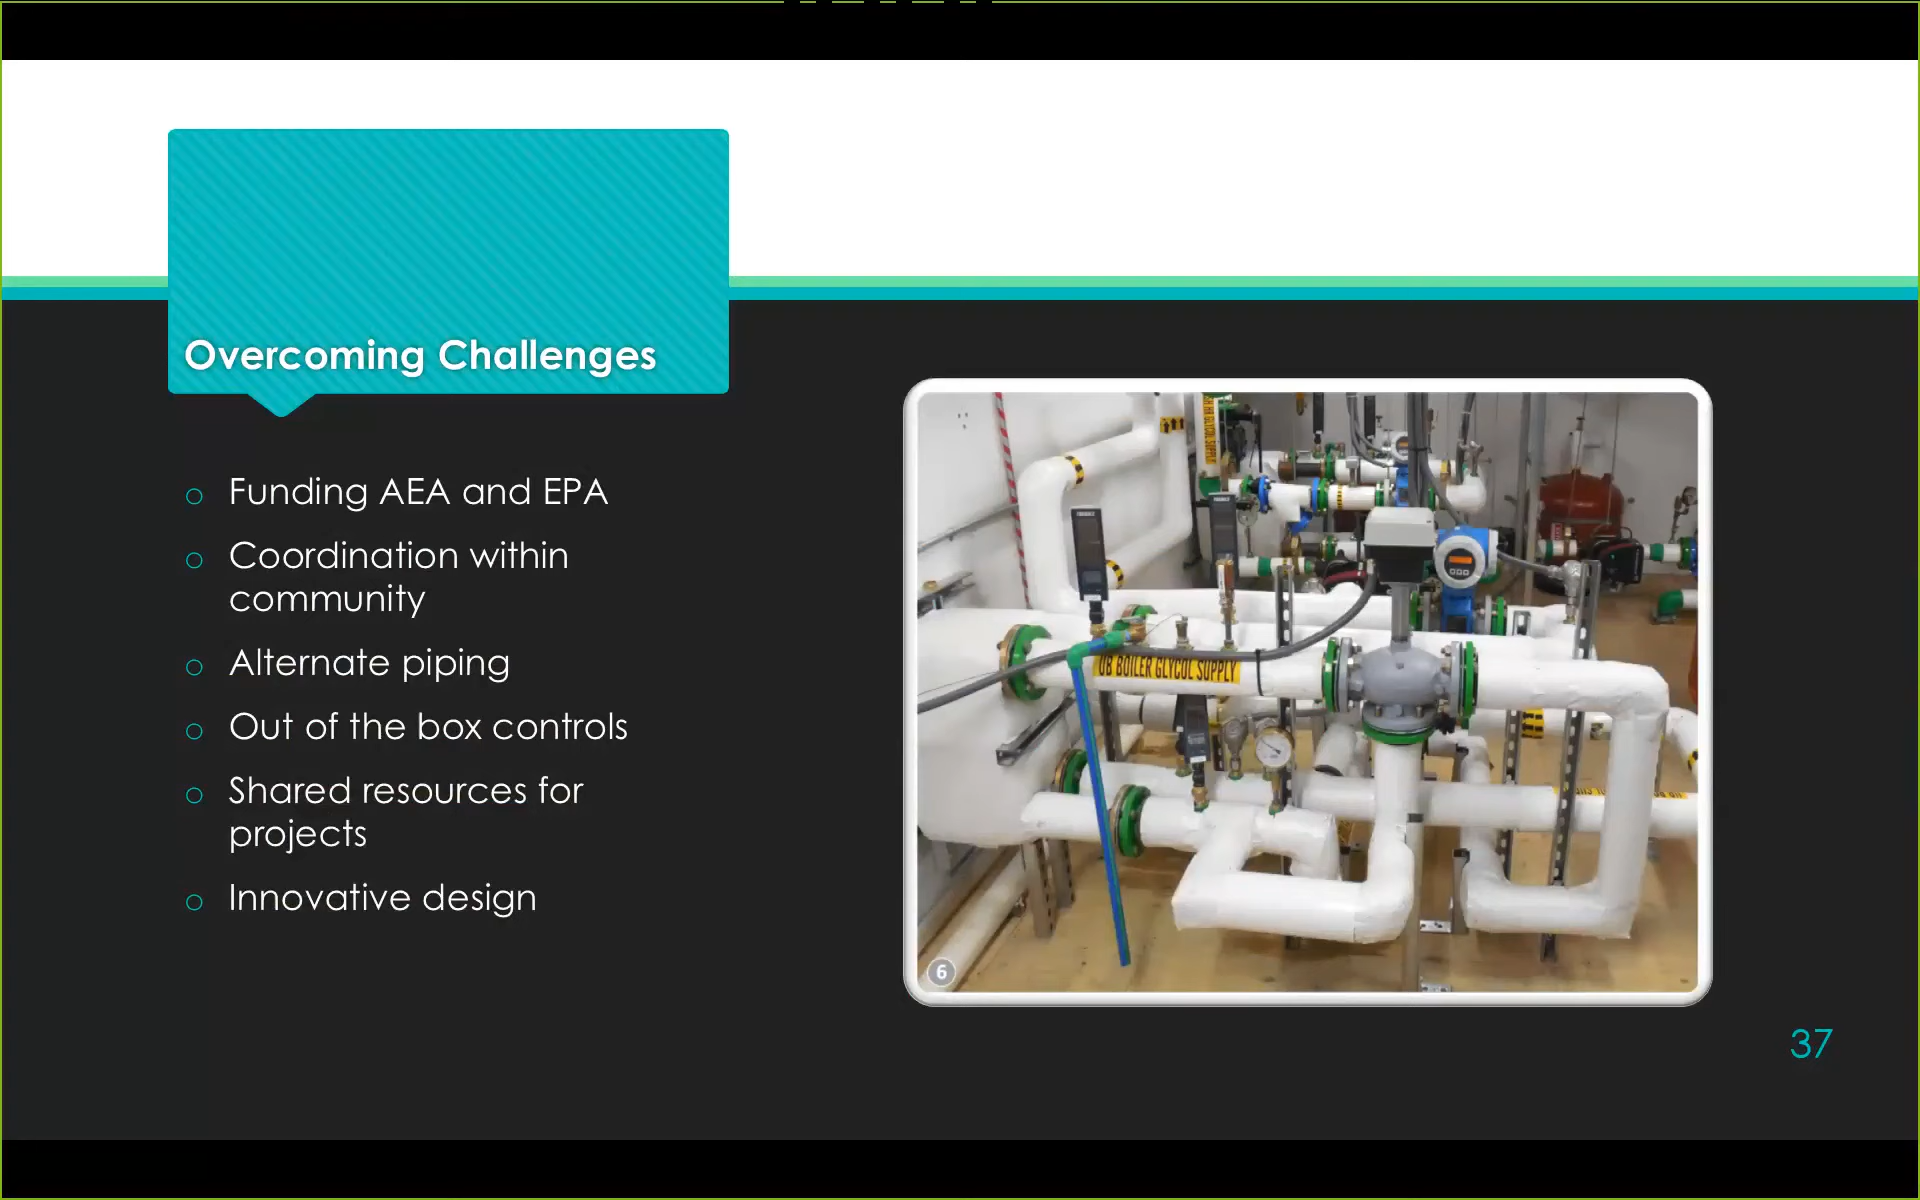 Overcoming Challenges
Funding AEA and EPA
Coordination within
community
Alternate piping
Out of the box controls
Shared resources for
projects
Innovative design
BOILER GLYCOL SUPPLY
6
37